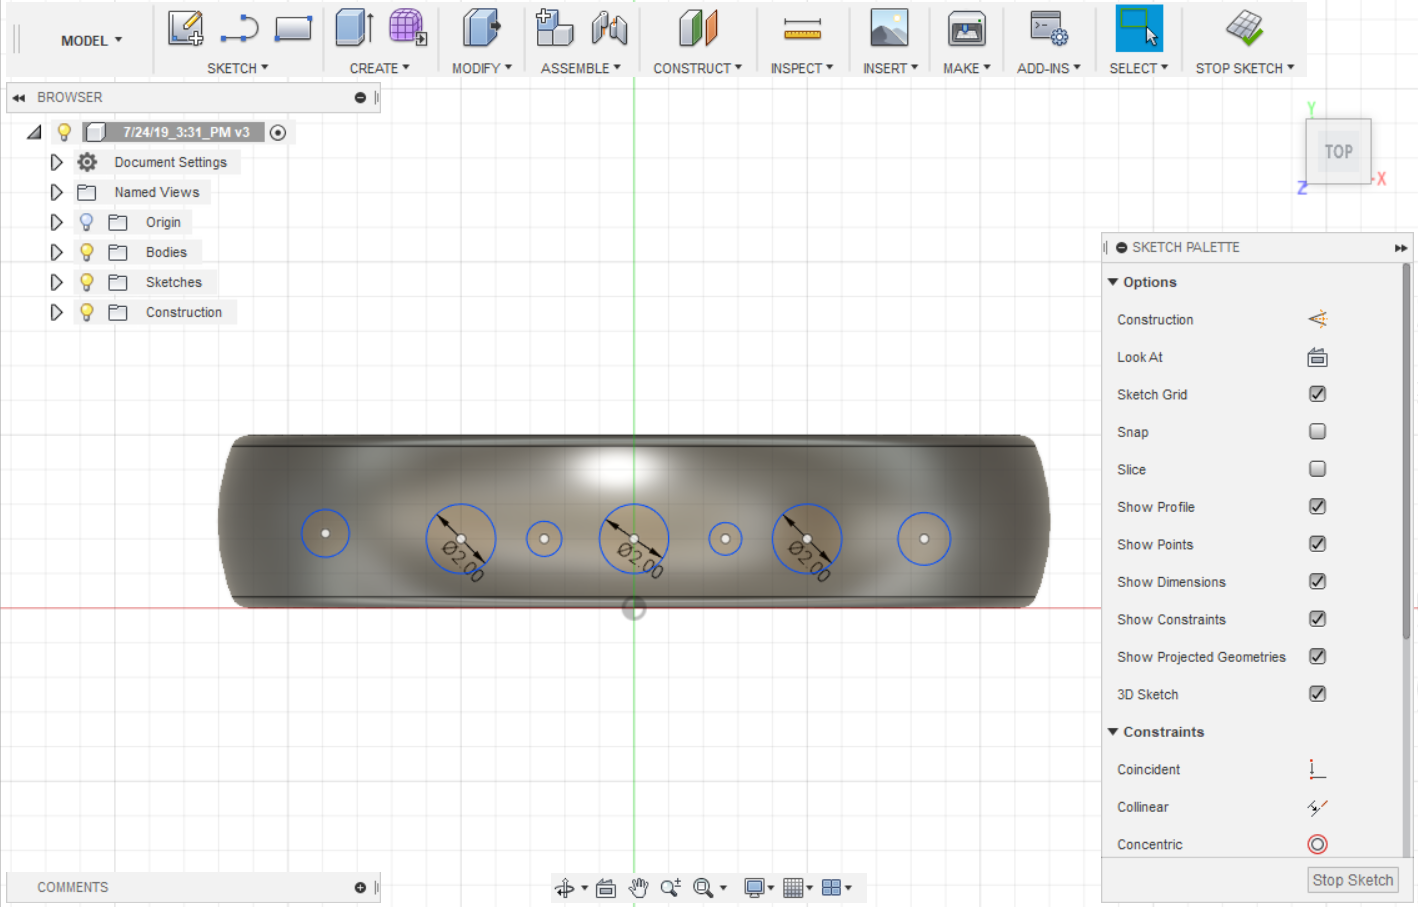 MODEL
SKETCH
CREATE
MODIFY
ASSEMBLE
CONSTRUCT
INSPECT
INSERT
MAKE
ADD-INS
SELECT
STOP SKETCH
BROWSER
7/24/19_3:31_PM v3
Document Settings
Named Views
Origin
Bodies
Sketches
Construction
Y
TOP
Z
X
SKETCH PALETTE
Options
Construction
Look At
Sketch Grid
Snap
Slice
Show Profile
Show Points
Show Dimensions
Show Constraints
Show Projected Geometries
3D Sketch
Constraints
Coincident
Collinear
Concentric
Stop Sketch
Ø2.00
Ø2.00
Ø2.00
COMMENTS